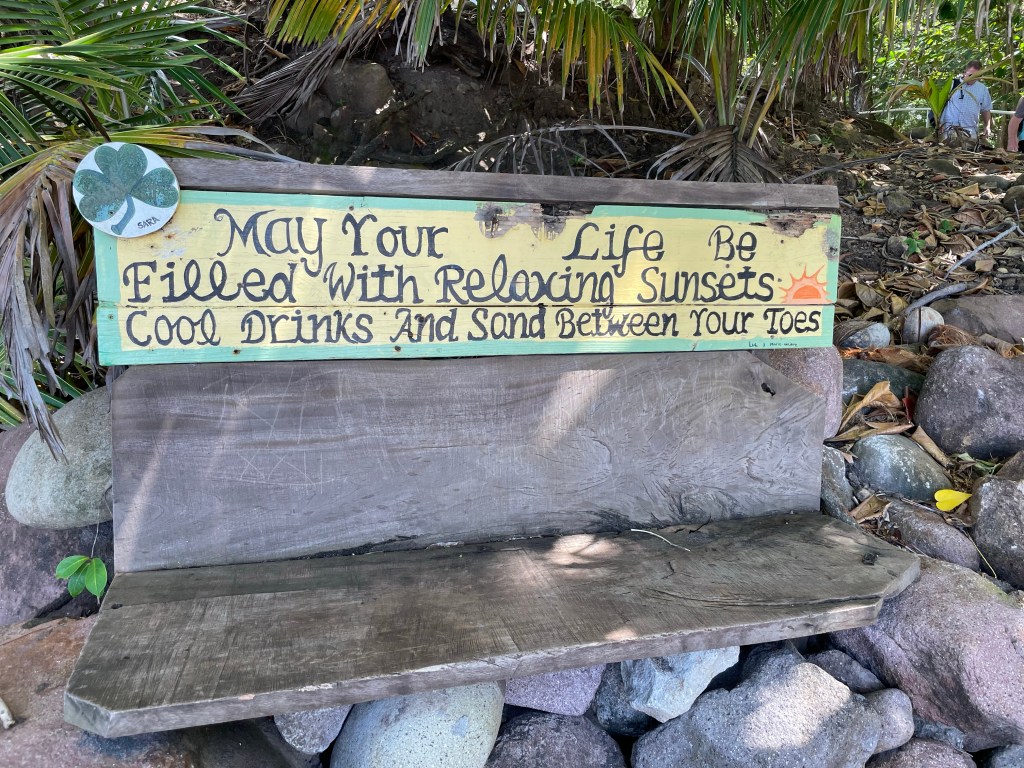 SARA
May Your Life Be
Filled With Relaxing Sunsets
Cool Drinks And Sand Between Your Toes